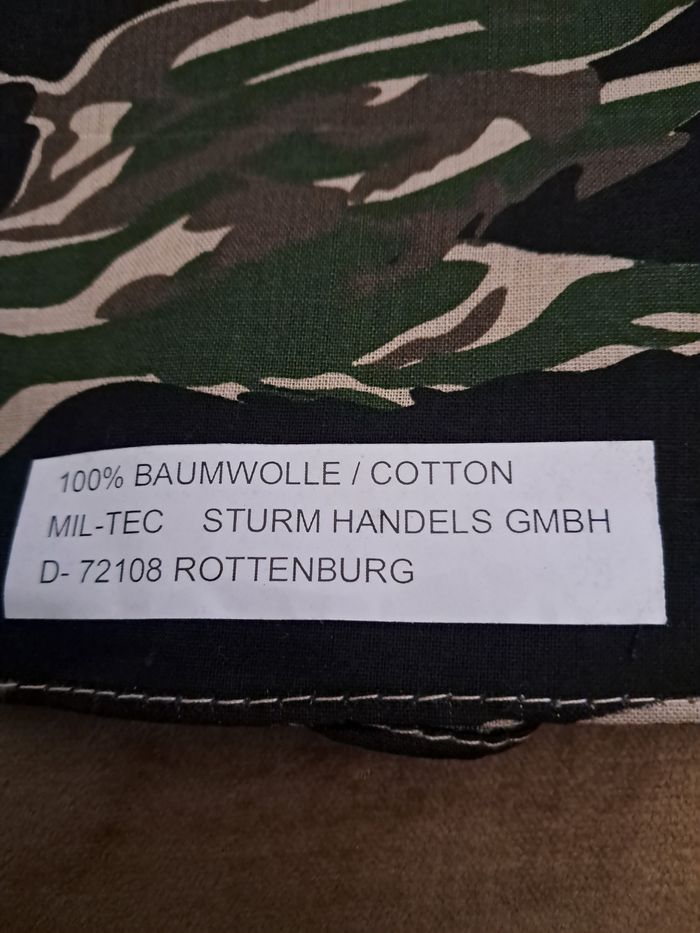 100% BAUMWOLLE / COTTON
MIL-TEC STURM HANDELS GMBH
D- 72108 ROTTENBURG